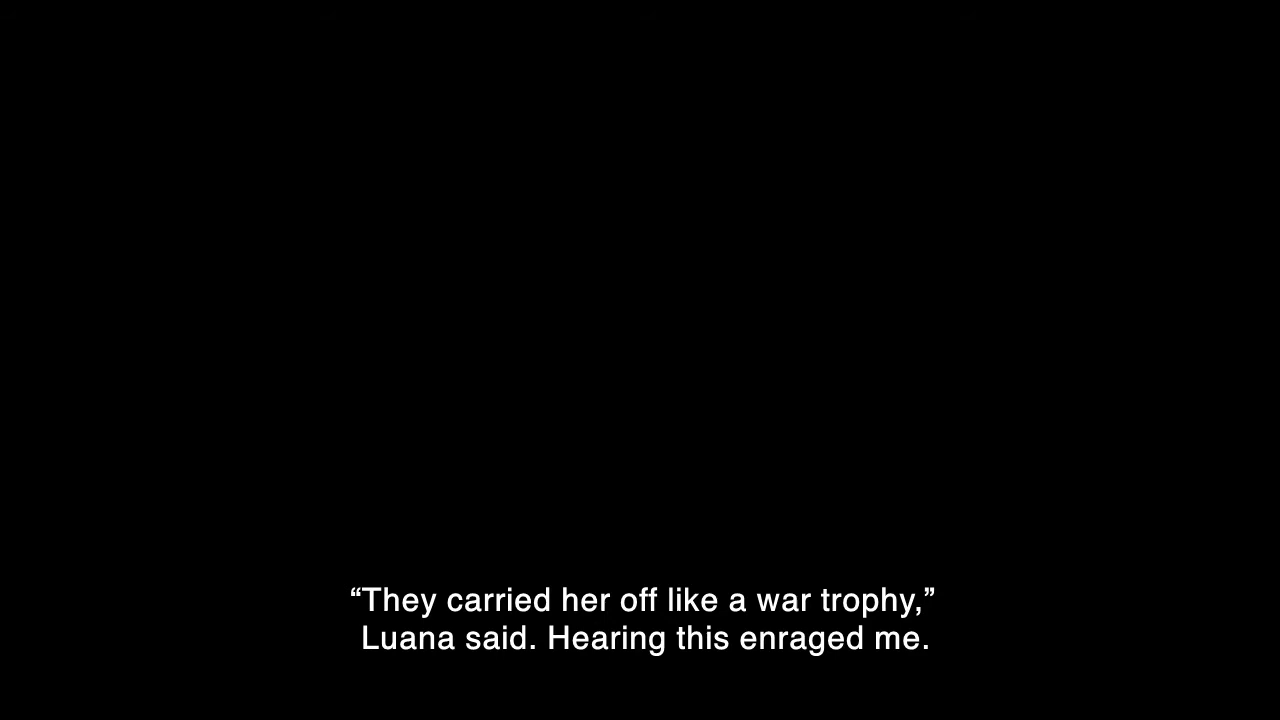 “They carried her off like a war trophy,”
Luana said. Hearing this enraged me.